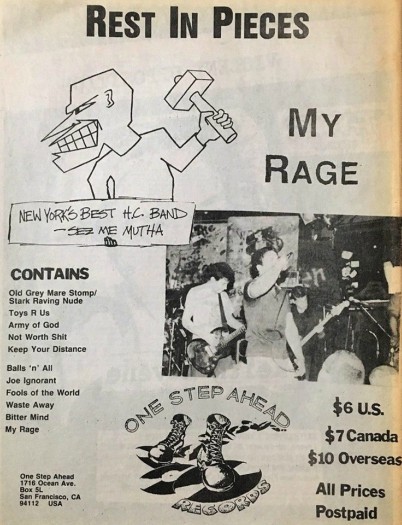 REST IN PIECES
MY
RAGE
NEW YORK'S BEST H.C. BAND
- SEZ ME MUTHA
CONTAINS
Old Grey Mare Stomp/
Stark Raving Nude
Toys R Us
Army of God
Not Worth Shit
Keep Your Distance
Balls 'n' All
Joe Ignorant
Fools of the World
Waste Away
Bitter Mind
My Rage
ONE STEP AHEAD
RECORDS
$6 U.S.
$7 Canada
$10 Overseas
All Prices
Postpaid
One Step Ahead
1716 Ocean Ave.
Box 5L
San Francisco, CA
94112 USA